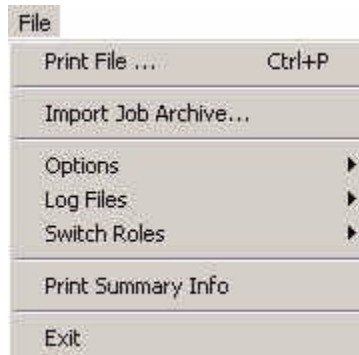 File
Print File ... Ctrl+P
Import Job Archive...
Options
Log Files
Switch Roles
Print Summary Info
Exit